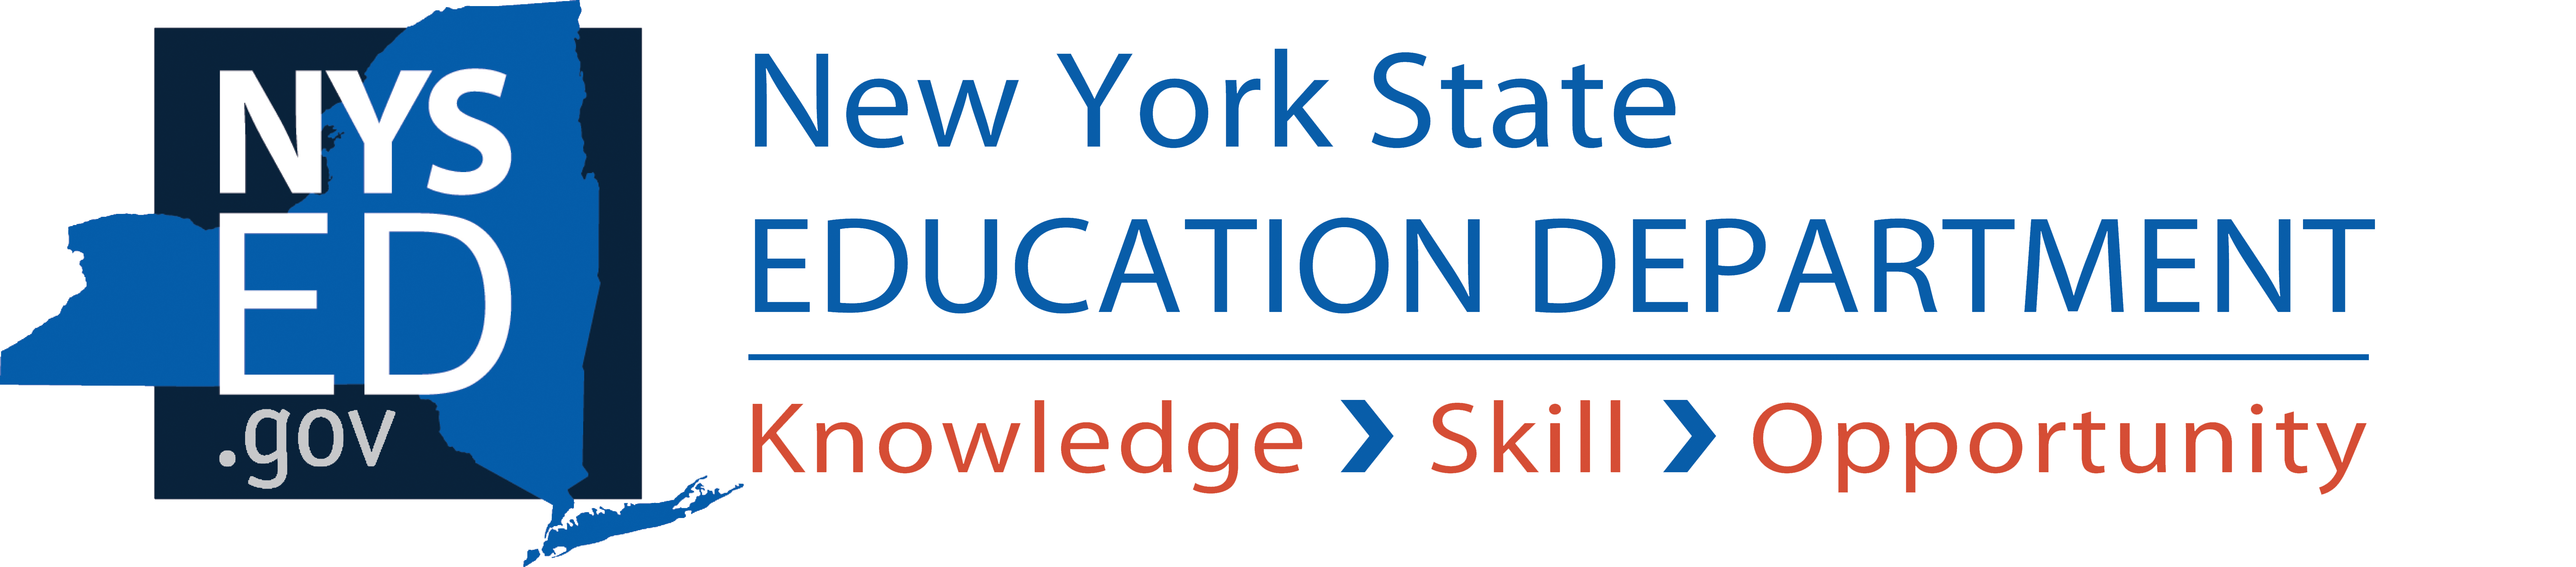 NYS
ED
.gov
New York State
EDUCATION DEPARTMENT
Knowledge > Skill > Opportunity